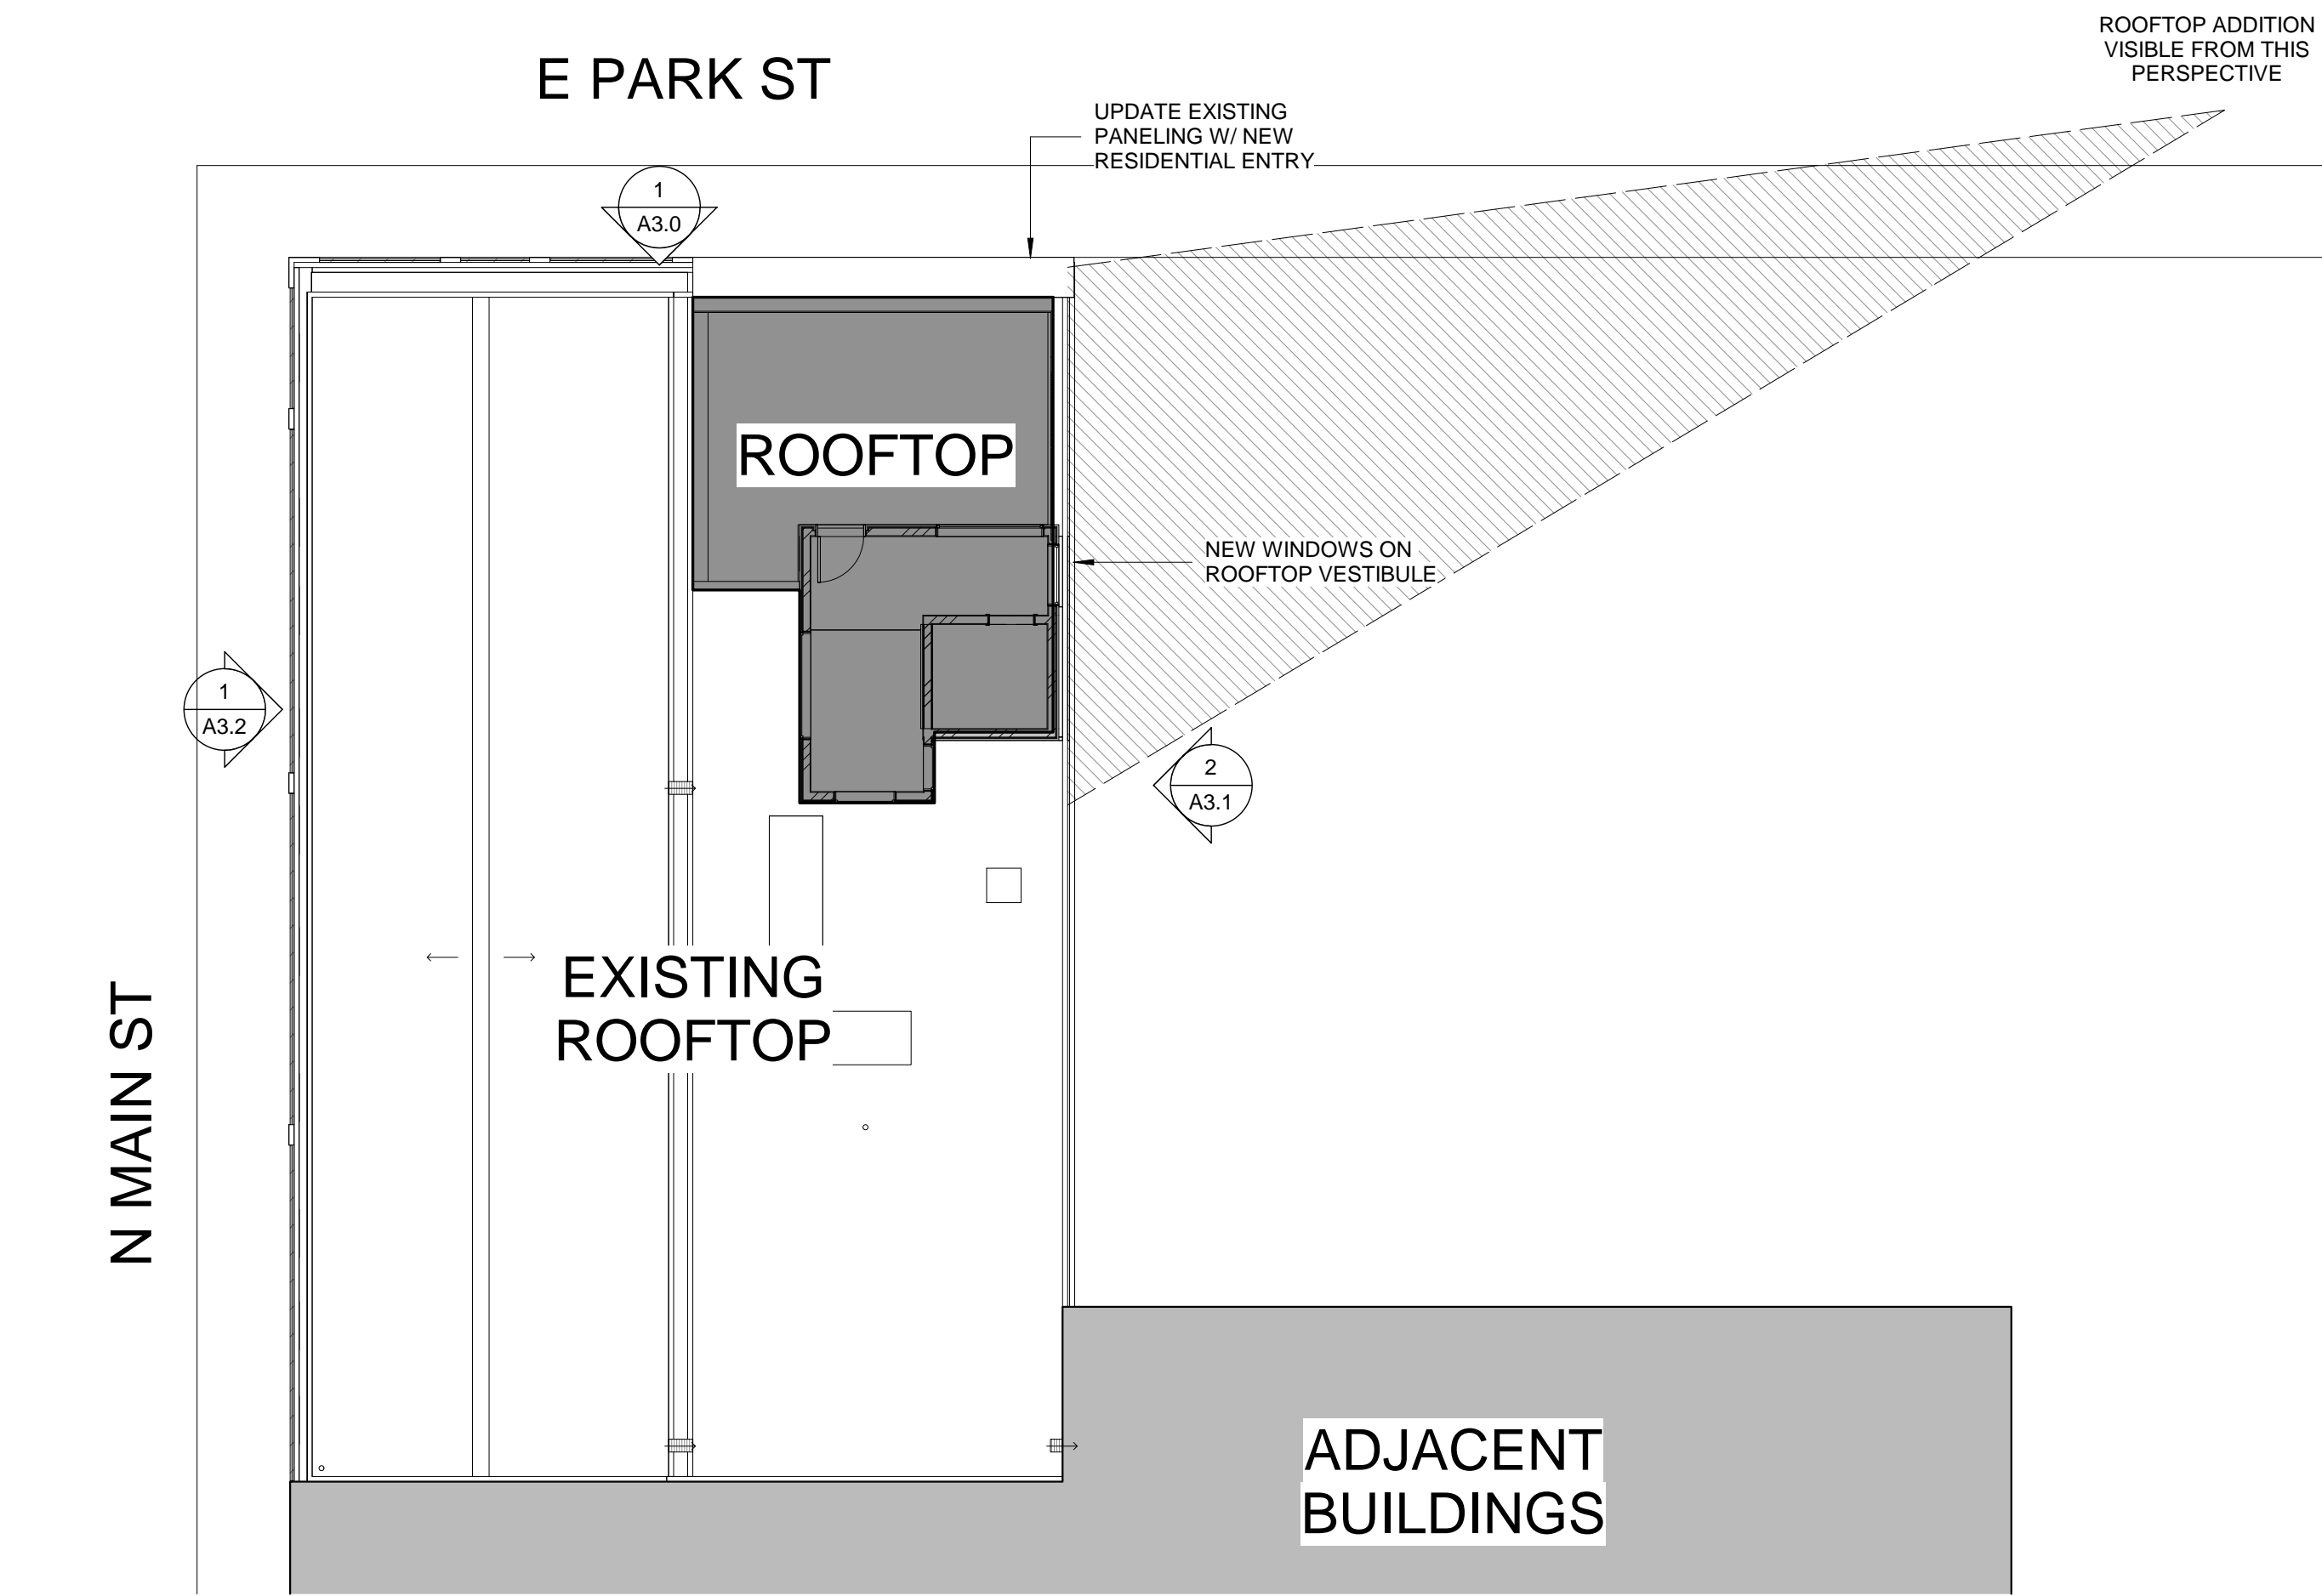 ROOFTOP ADDITION
VISIBLE FROM THIS
PERSPECTIVE
E PARK ST
UPDATE EXISTING
PANELING W/ NEW
RESIDENTIAL ENTRY
1
A3.0
ROOFTOP
NEW WINDOWS ON
ROOFTOP VESTIBULE
1
A3.2
2
A3.1
EXISTING
ROOFTOP
N MAIN ST
ADJACENT
BUILDINGS